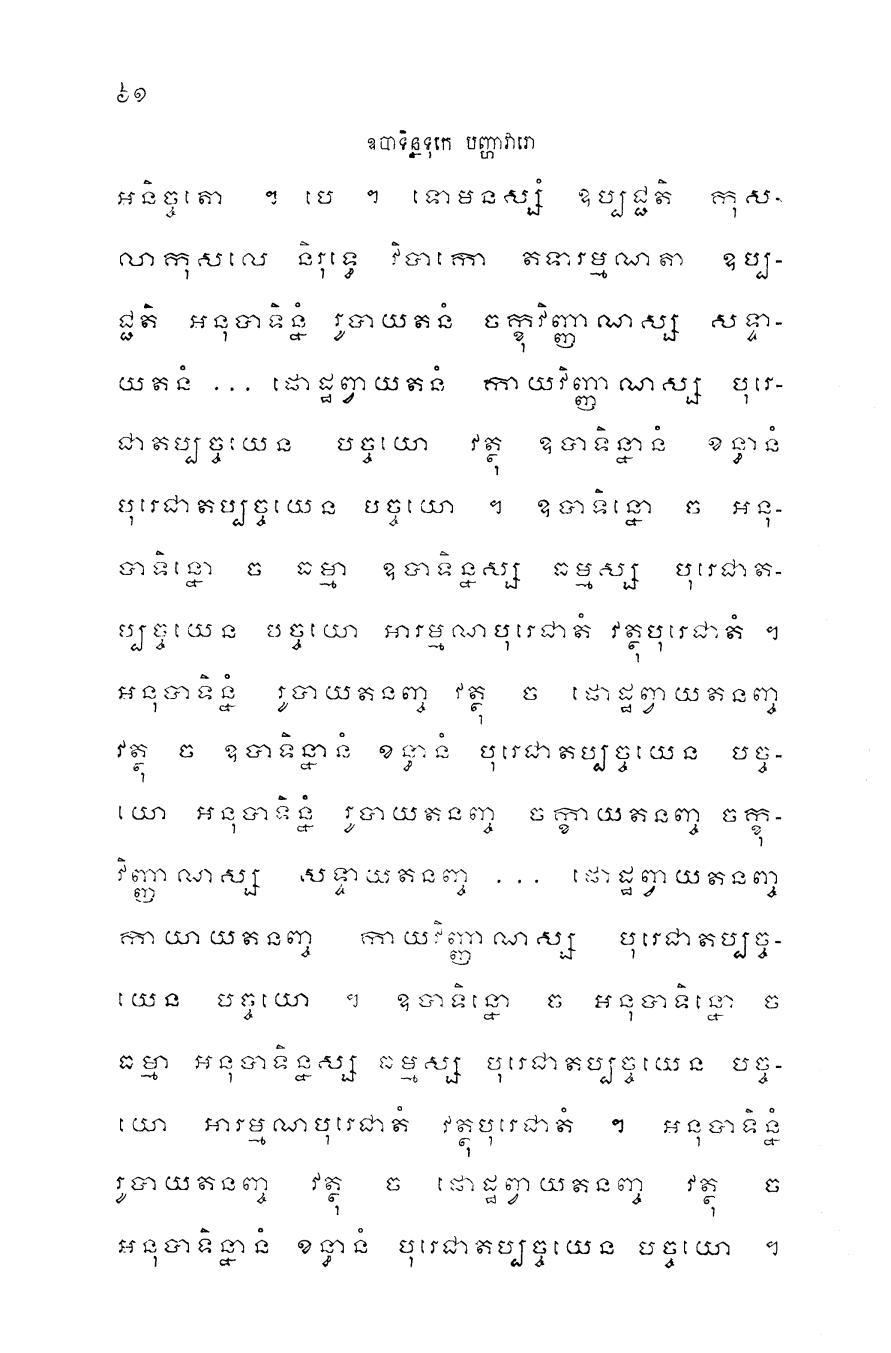 ៦១
ឧបាទិន្នទុកេ បញ្ហាវារោ
អនិច្ចតោ ។ បេ ។ ទោមនស្សំ ឧប្បជ្ជតិ កុស-
លាកុសលេ និរុទ្ធេ វិបាកោ តទារម្មណតា ឧប្ប-
ជ្ជតិ អនុបាទិន្នំ រូបាយតនំ ចក្ខុវិញ្ញាណស្ស សទ្ទា-
យតនំ ... ផោដ្ឋព្វាយតនំ កាយវិញ្ញាណស្ស បុរេ-
ជាតប្បច្ចយេន បច្ចយោ វត្ថុ ឧបាទិន្នានំ ខន្ធានំ
បុរេជាតប្បច្ចយេន បច្ចយោ ។ ឧបាទិន្នោ ច អនុ-
បាទិន្នោ ច ធម្មា ឧបាទិន្នស្ស ធម្មស្ស បុរេជាត-
ប្បច្ចយេន បច្ចយោ អារម្មណបុរេជាតំ វត្ថុបុរេជាតំ ។
អនុបាទិន្នំ រូបាយតនញ្ច វត្ថុ ច ផោដ្ឋព្វាយតនញ្ច
វត្ថុ ច ឧបាទិន្នានំ ខន្ធានំ បុរេជាតប្បច្ចយេន បច្ច-
យោ អនុបាទិន្នំ រូបាយតនញ្ច ចក្ខាយតនញ្ច ចក្ខុ-
វិញ្ញាណស្ស សទ្ទាយតនញ្ច ... ផោដ្ឋព្វាយតនញ្ច
កាយាយតនញ្ច កាយវិញ្ញាណស្ស បុរេជាតប្បច្ច-
យេន បច្ចយោ ។ ឧបាទិន្នោ ច អនុបាទិន្នោ ច
ធម្មា អនុបាទិន្នស្ស ធម្មស្ស បុរេជាតប្បច្ចយេន បច្ច-
យោ អារម្មណបុរេជាតំ វត្ថុបុរេជាតំ ។ អនុបាទិន្នំ
រូបាយតនញ្ច វត្ថុ ច ផោដ្ឋព្វាយតនញ្ច វត្ថុ ច
អនុបាទិន្នានំ ខន្ធានំ បុរេជាតប្បច្ចយេន បច្ចយោ ។